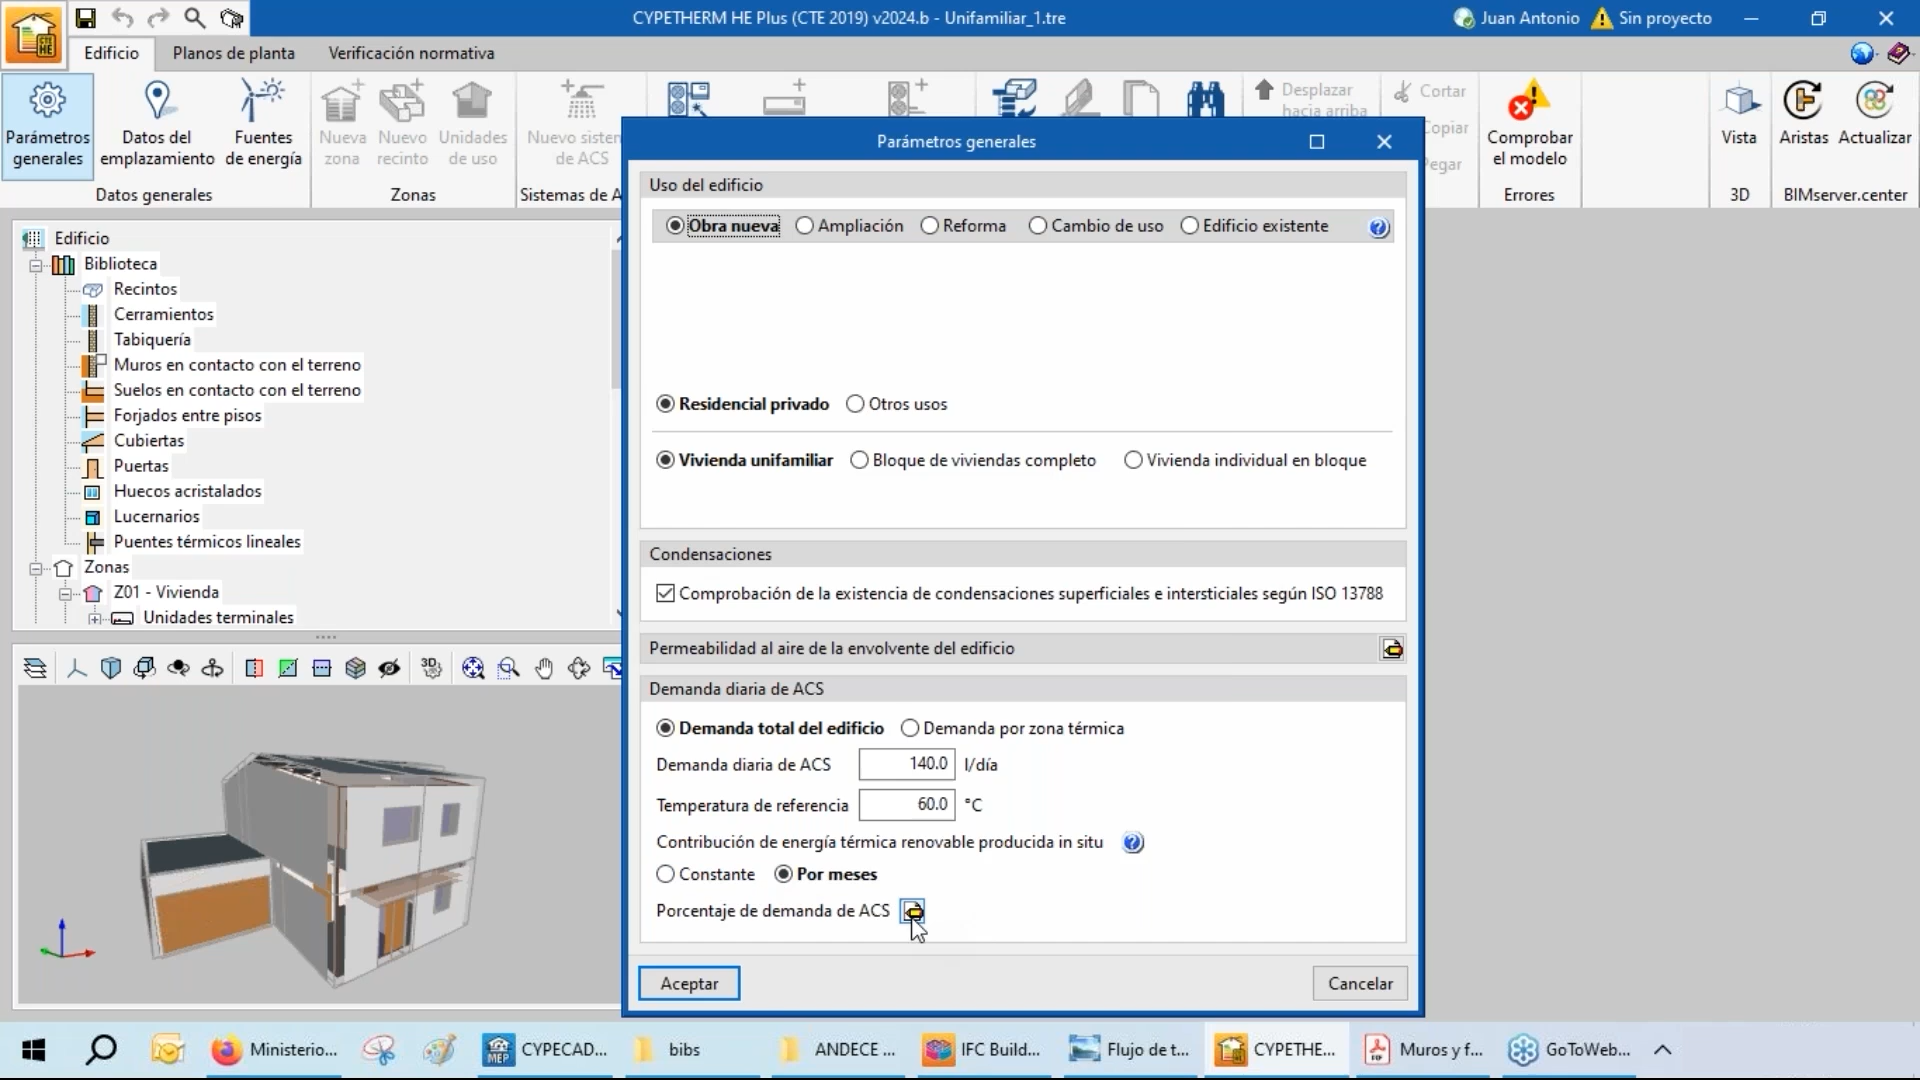 CYPETHERM HE Plus (CTE 2019) v2024.b - Unifamiliar_1.tre
Juan Antonio
Sin proyecto
Edificio
Planos de planta
Verificación normativa
Parámetros generales
Datos del emplazamiento
Fuentes de energía
Nueva zona
Nuevo recinto
Unidades de uso
Desplazar hacia arriba
Cortar
Comprobar el modelo
Vista
Aristas
Actualizar
Datos generales
Zonas
Errores
3D
BIMserver.center
Edificio
Biblioteca
Recintos
Cerramientos
Tabiquería
Muros en contacto con el terreno
Suelos en contacto con el terreno
Forjados entre pisos
Cubiertas
Puertas
Huecos acristalados
Lucernarios
Puentes térmicos lineales
Zonas
Z01 - Vivienda
Unidades terminales
Parámetros generales
Uso del edificio
Obra nueva
Ampliación
Reforma
Cambio de uso
Edificio existente
Residencial privado
Otros usos
Vivienda unifamiliar
Bloque de viviendas completo
Vivienda individual en bloque
Condensaciones
Comprobación de la existencia de condensaciones superficiales e intersticiales según ISO 13788
Permeabilidad al aire de la envolvente del edificio
Demanda diaria de ACS
Demanda total del edificio
Demanda por zona térmica
Demanda diaria de ACS 140.0 l/día
Temperatura de referencia 60.0 °C
Contribución de energía térmica renovable producida in situ
Constante
Por meses
Porcentaje de demanda de ACS
Aceptar
Cancelar
Ministerio...
CYPECAD...
bibs
ANDECE ...
IFC Build...
Flujo de t...
CYPETHE...
Muros y f...
GoToWeb...